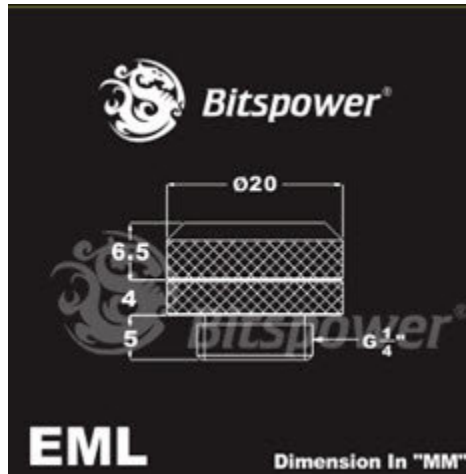 Bitspower®
Ø20
6.5
4
Bitspower®
5
G1/4"
EML
Dimension In "MM"